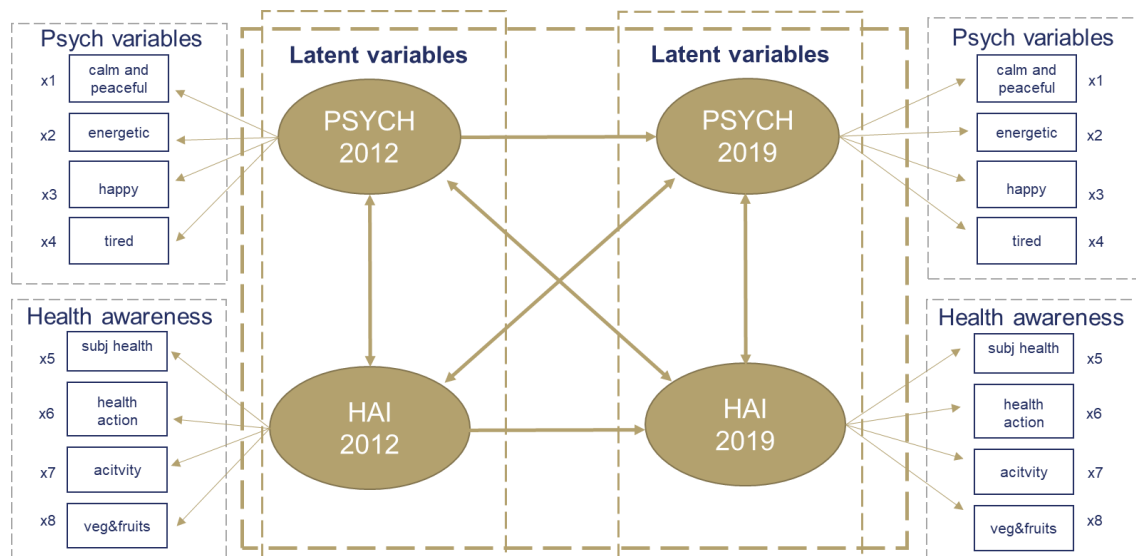 Psych variables
x1
calm and
peaceful
x2
energetic
x3
happy
x4
tired
Health awareness
x5
subj health
x6
health
action
x7
acitvity
x8
veg&fruits
Latent variables
PSYCH
2012
HAI
2012
Latent variables
PSYCH
2019
HAI
2019
Psych variables
calm and
peaceful
x1
energetic
x2
happy
x3
tired
x4
Health awareness
subj health
x5
health
action
x6
acitvity
x7
veg&fruits
x8